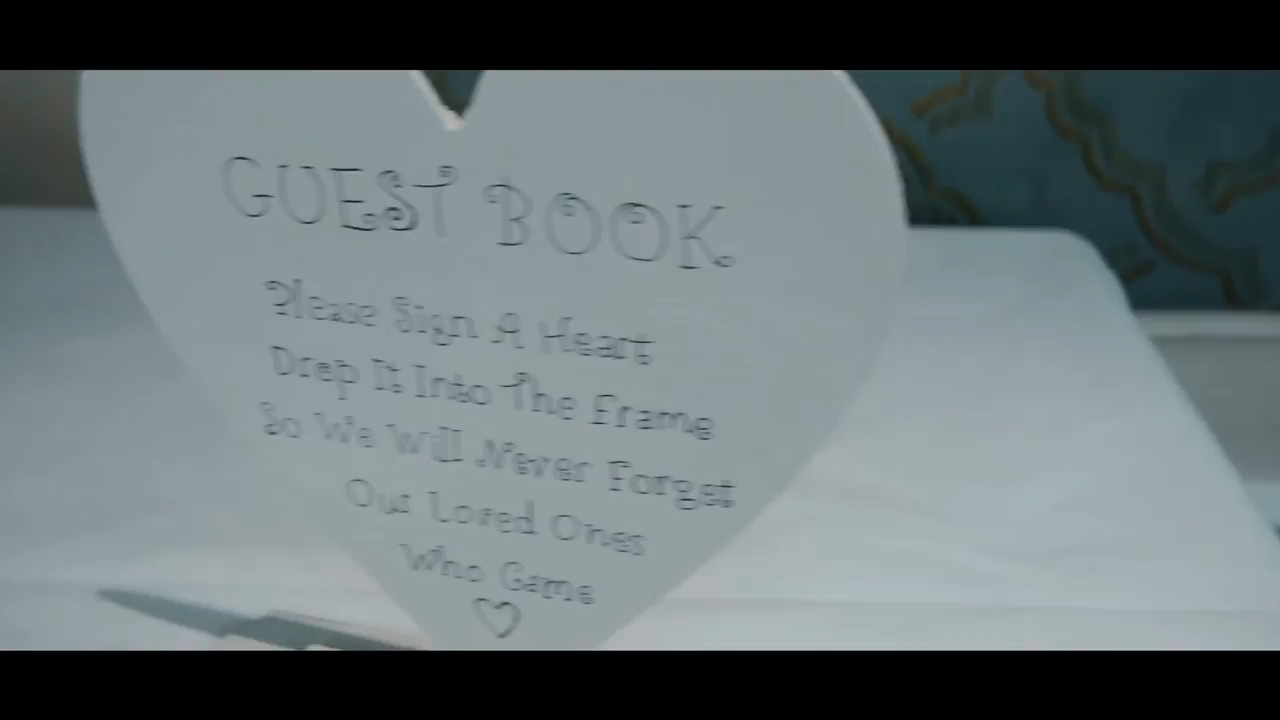 GUEST BOOK
Please Sign A Heart
Drop It Into The Frame
So We Will Never Forget
Our Loved Ones
Who Came